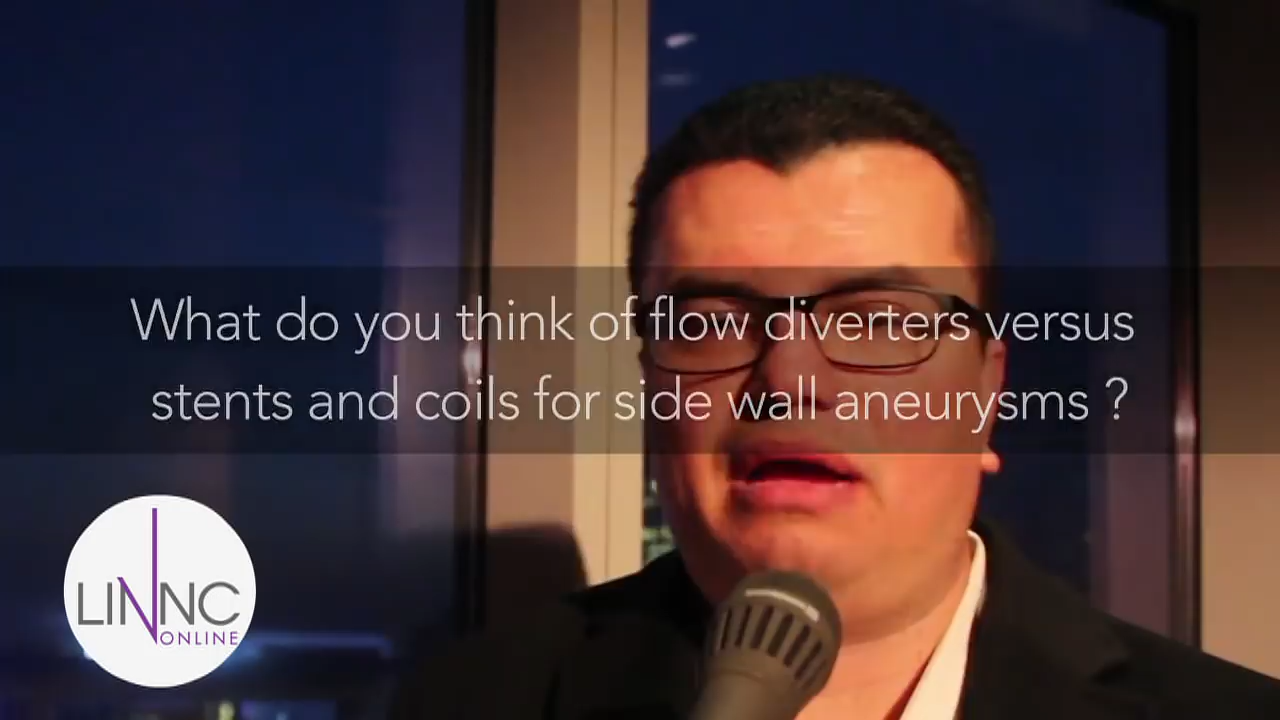 What do you think of flow diverters versus
stents and coils for side wall aneurysms ?
LINNC
ONLINE